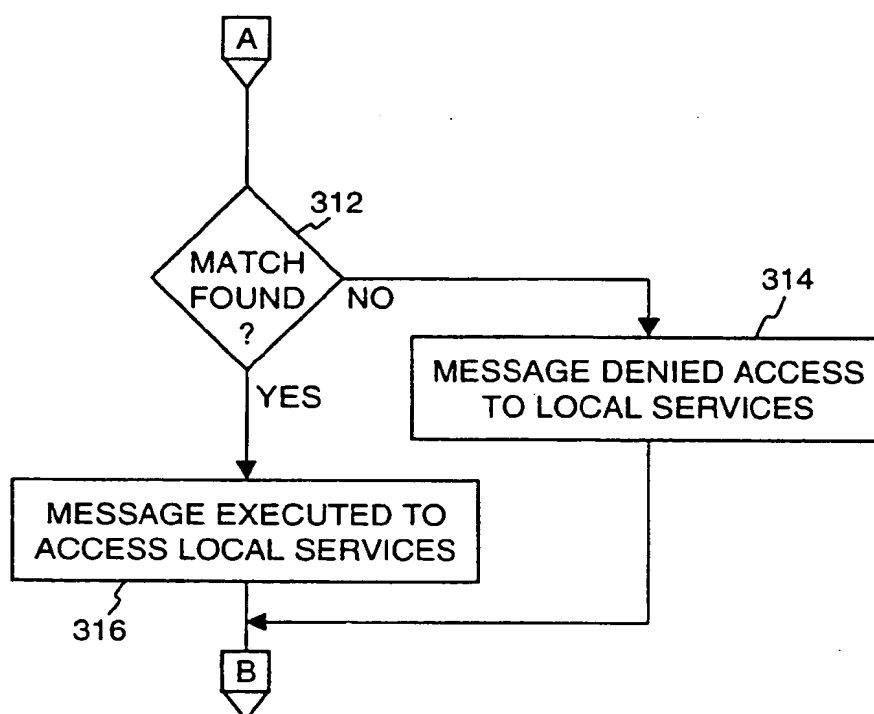 A
312
MATCH
FOUND
?
NO
YES
314
MESSAGE DENIED ACCESS
TO LOCAL SERVICES
MESSAGE EXECUTED TO
ACCESS LOCAL SERVICES
316
B